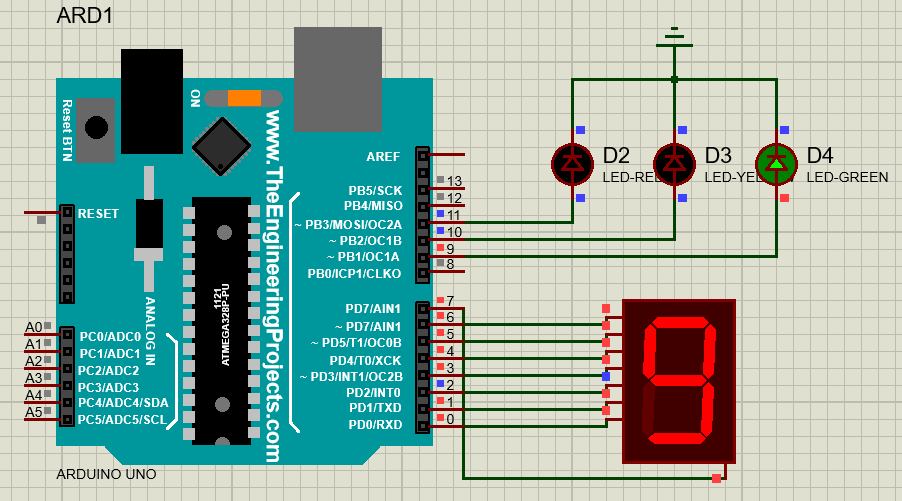 ARD1
ON
Reset BTN
www.TheEngineeringProjects.com
AREF
13
PB5/SCK
12
PB4/MISO
11
~ PB3/MOSI/OC2A
10
~ PB2/OC1B
9
~ PB1/OC1A
8
PB0/ICP1/CLKO
RESET
1121
ATMEGA328P-PU
ANALOG IN
7
PD7/AIN1
6
~ PD7/AIN1
5
~ PD5/T1/OC0B
4
PD4/T0/XCK
3
~ PD3/INT1/OC2B
2
PD2/INT0
1
PD1/TXD
0
PD0/RXD
A0
PC0/ADC0
A1
PC1/ADC1
A2
PC2/ADC2
A3
PC3/ADC3
A4
PC4/ADC4/SDA
A5
PC5/ADC5/SCL
ARDUINO UNO
D2
LED-RE
D3
LED-YE
D4
LED-GREEN
9